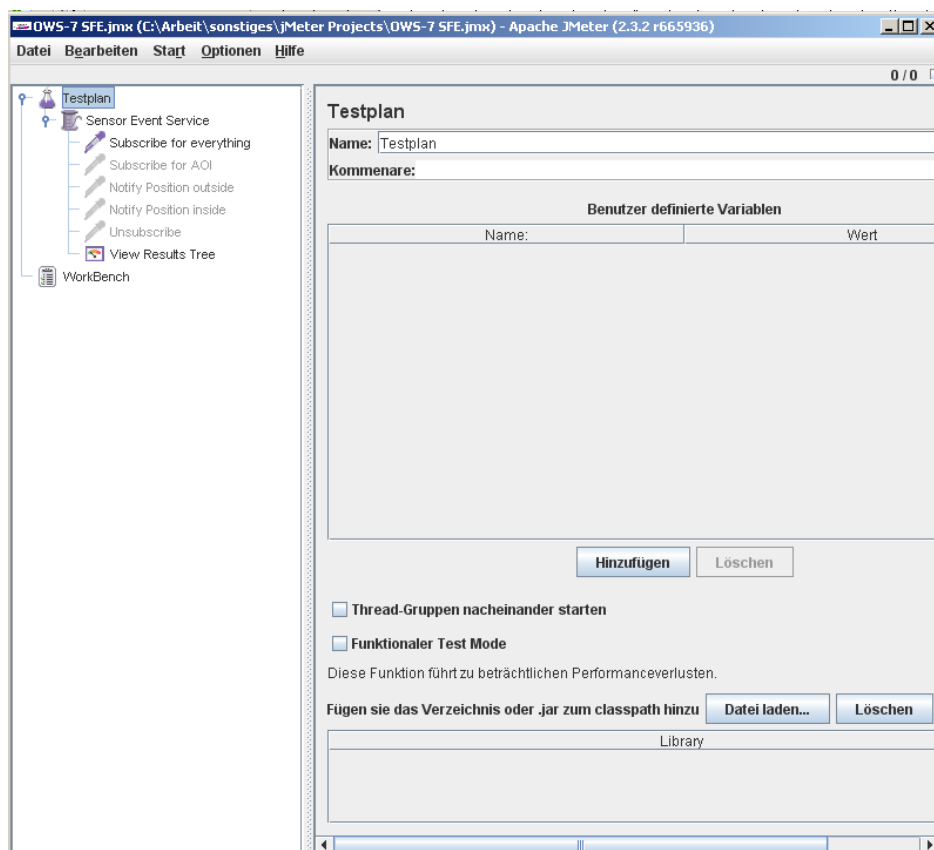 OWS-7 SFE.jmx (C:\Arbeit\sonstiges\jMeter Projects\OWS-7 SFE.jmx) - Apache JMeter (2.3.2 r665936)
Datei Bearbeiten Start Optionen Hilfe
0 / 0
Testplan
Sensor Event Service
Subscribe for everything
Subscribe for AOI
Notify Position outside
Notify Position inside
Unsubscribe
View Results Tree
WorkBench
Testplan
Name: Testplan
Kommenare:
Benutzer definierte Variablen
Name: Wert
Hinzufügen Löschen
Thread-Gruppen nacheinander starten
Funktionaler Test Mode
Diese Funktion führt zu beträchtlichen Performanceverlusten.
Fügen sie das Verzeichnis oder .jar zum classpath hinzu Datei laden... Löschen
Library